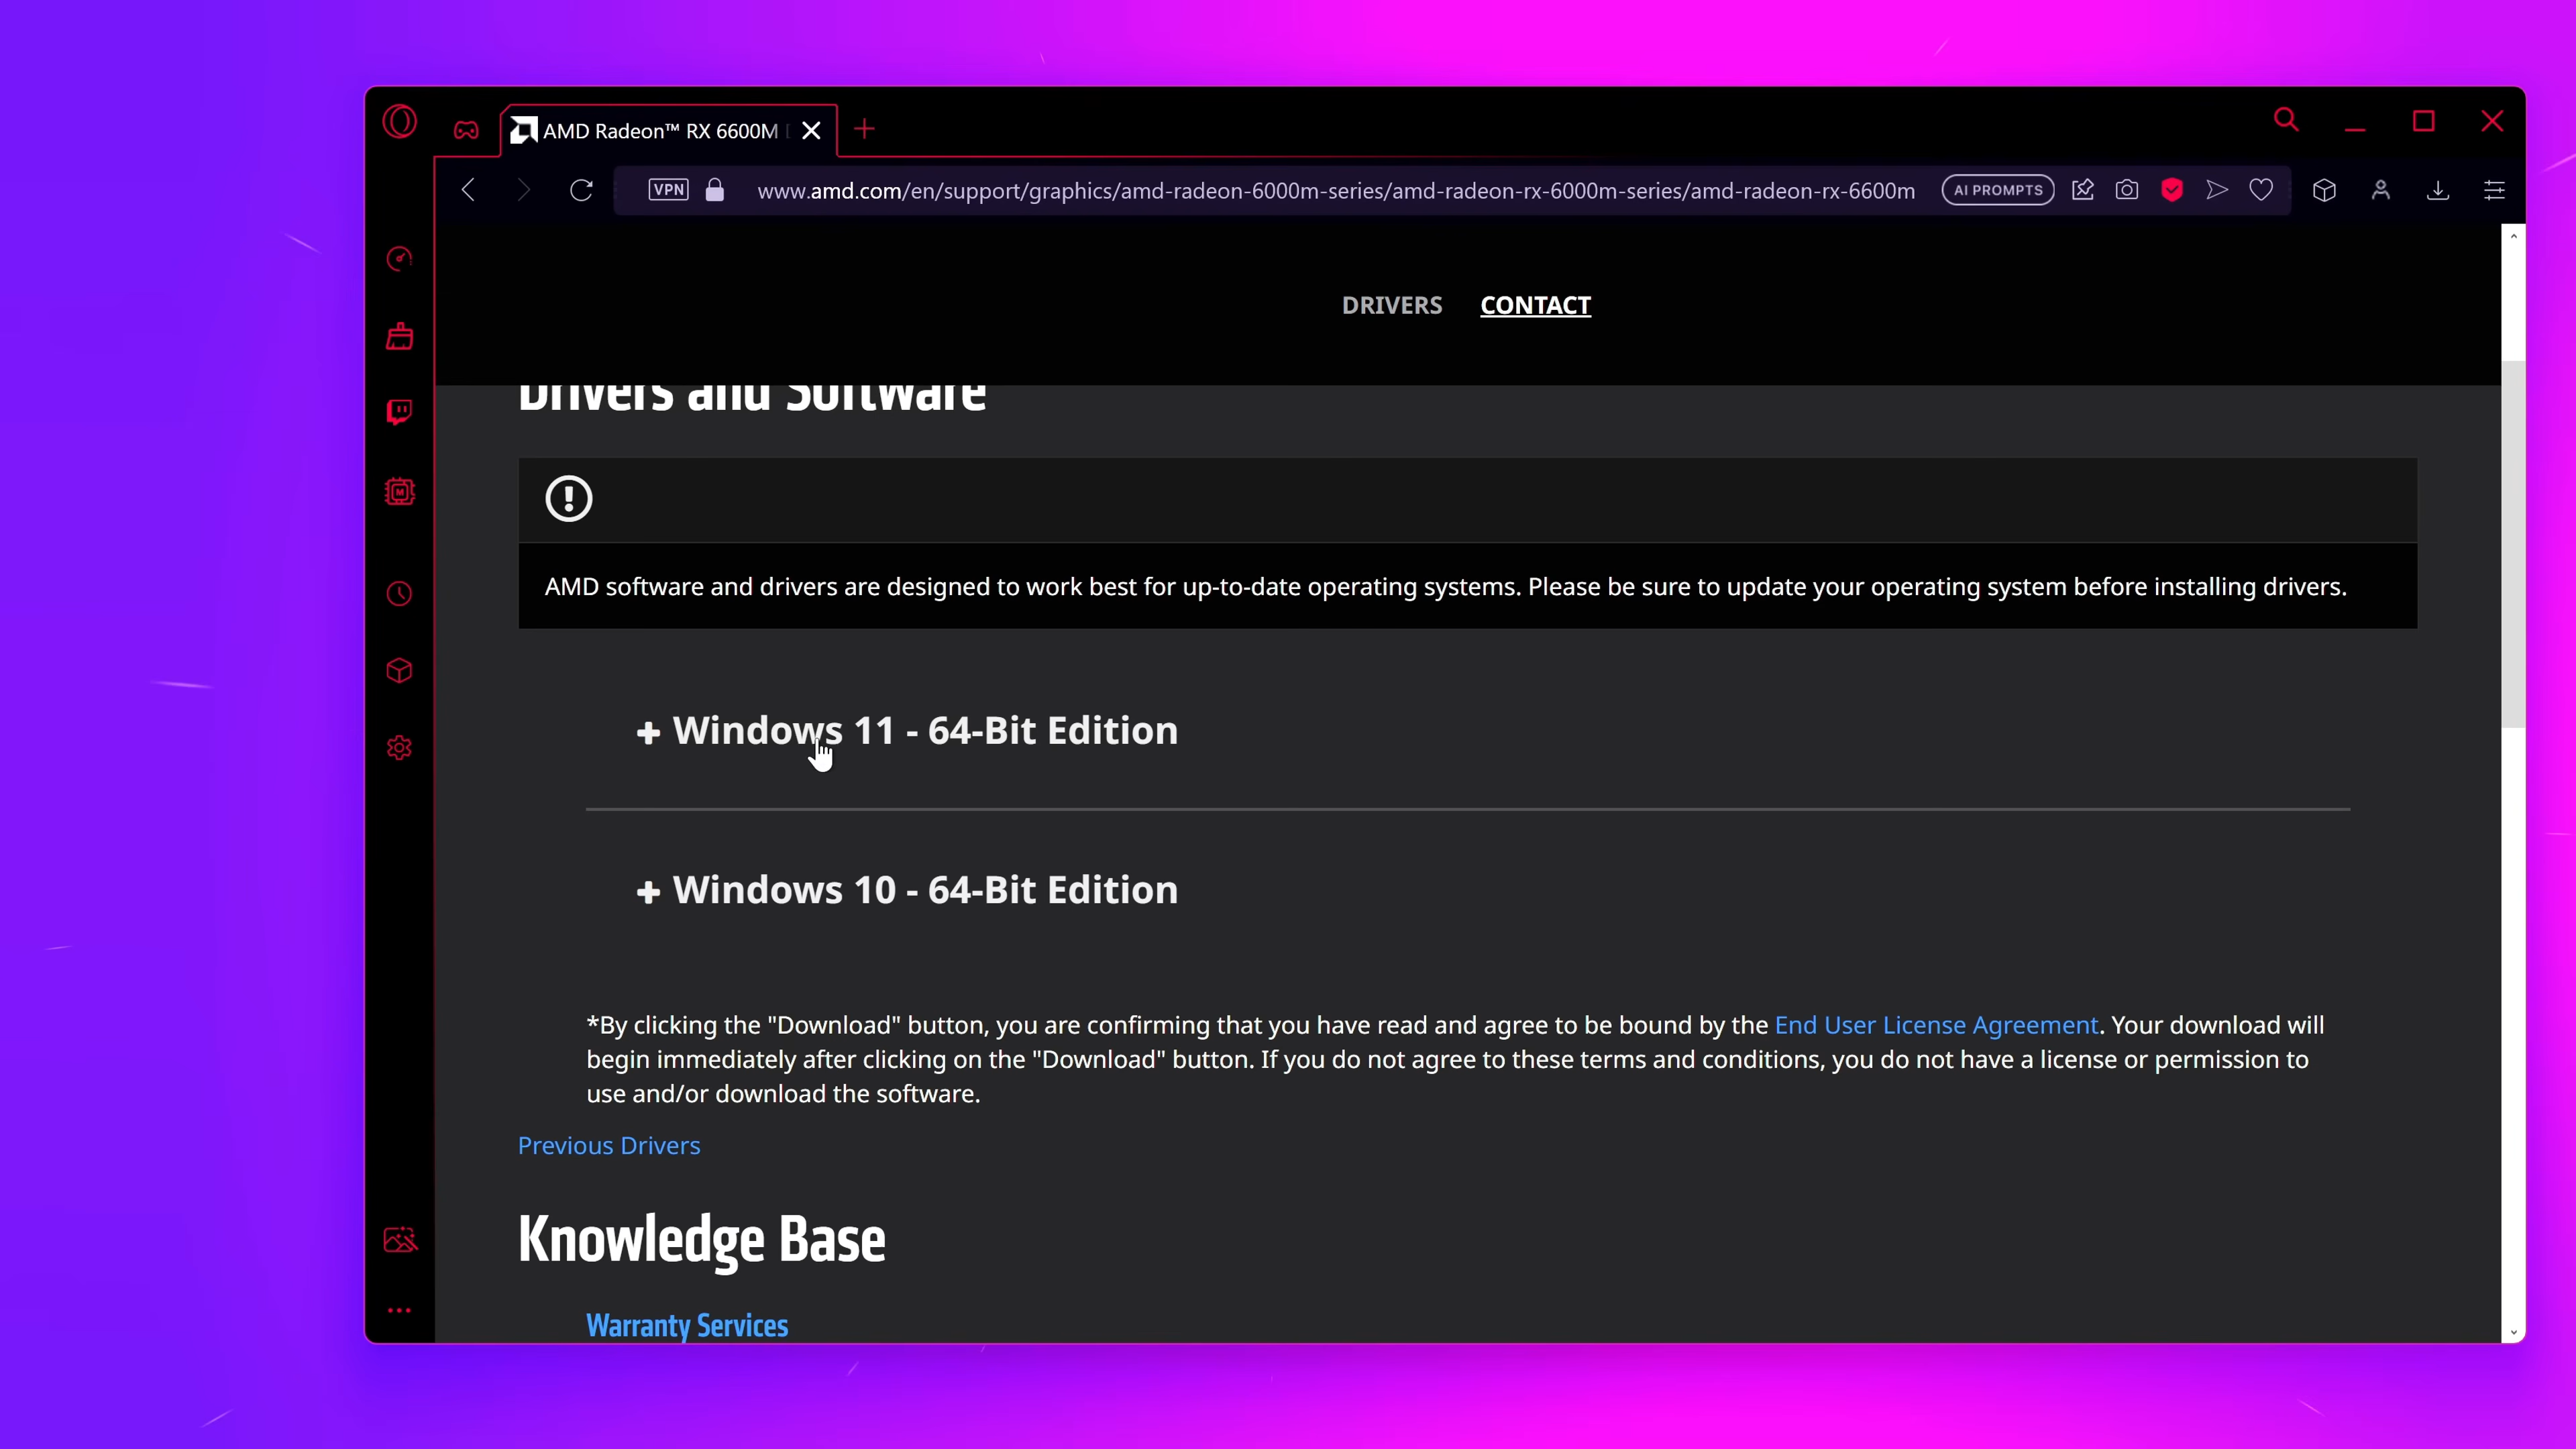 AMD Radeon™ RX 6600M
VPN
www.amd.com/en/support/graphics/amd-radeon-6000m-series/amd-radeon-rx-6000m-series/amd-radeon-rx-6600m
AI PROMPTS
DRIVERS CONTACT
Drivers and Software
AMD software and drivers are designed to work best for up-to-date operating systems. Please be sure to update your operating system before installing drivers.
+ Windows 11 - 64-Bit Edition
+ Windows 10 - 64-Bit Edition
*By clicking the "Download" button, you are confirming that you have read and agree to be bound by the End User License Agreement. Your download will
begin immediately after clicking on the "Download" button. If you do not agree to these terms and conditions, you do not have a license or permission to
use and/or download the software.
Previous Drivers
Knowledge Base
Warranty Services